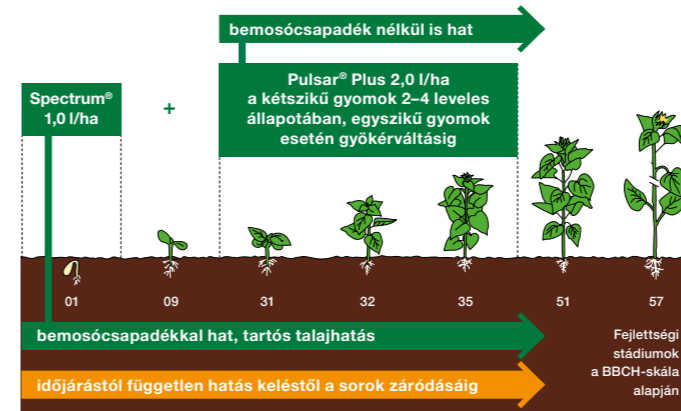 bemosócsapadék nélkül is hat
Spectrum®
1,0 l/ha
+
Pulsar® Plus 2,0 l/ha
a kétszikű gyomok 2–4 leveles
állapotában, egyszikű gyomok
esetén gyökérváltásig
01 09 31 32 35 51 57
bemosócsapadékkal hat, tartós talajhatás
időjárástól független hatás keléstől a sorok záródásáig
Fejlettségi
stádiumok
a BBCH-skála
alapján